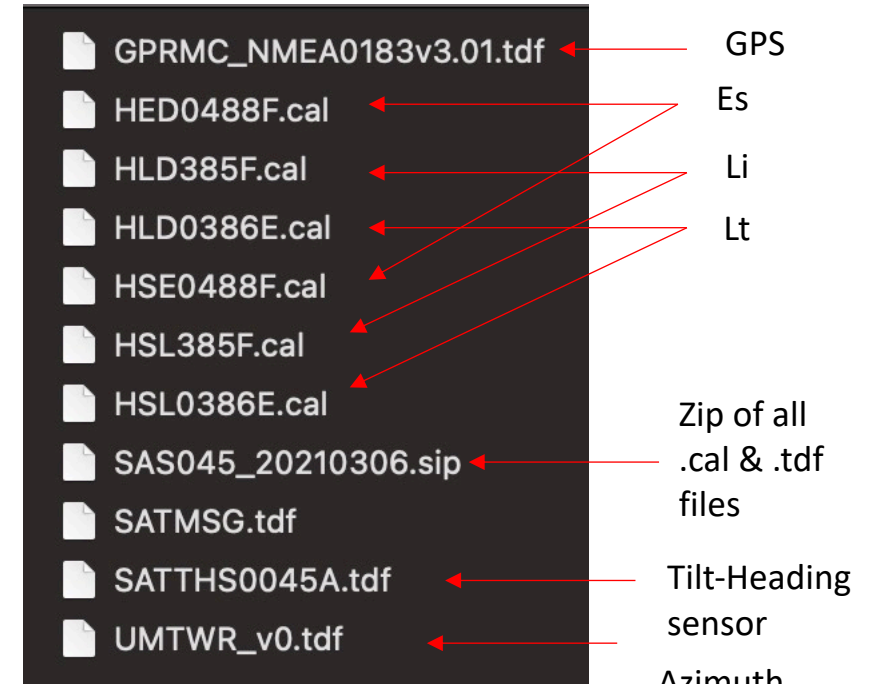 GPRMC_NMEA0183v3.01.tdf
HED0488F.cal
HLD385F.cal
HLD0386E.cal
HSE0488F.cal
HSL385F.cal
HSL0386E.cal
SAS045_20210306.sip
SATMSG.tdf
SATTHS0045A.tdf
UMTWR_v0.tdf
GPS
Es
Li
Lt
Zip of all
.cal & .tdf
files
Tilt-Heading
sensor
Azimuth